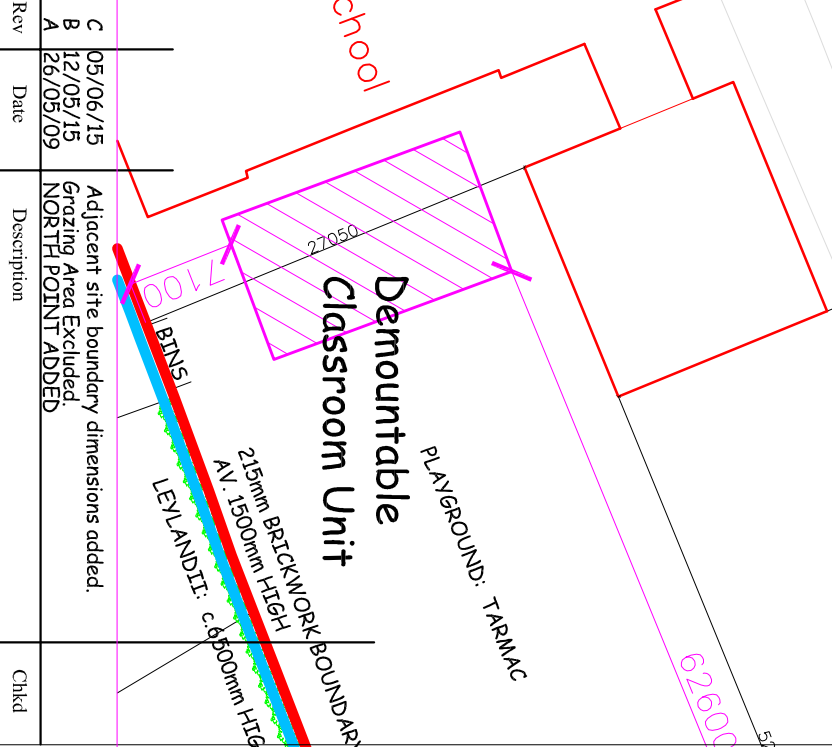 chool
27050
7100
Demountable
Classroom Unit
BINS
PLAYGROUND: TARMAC
215mm BRICKWORK BOUNDARY
AV. 1500mm HIGH
LEYLANDII: c.6500mm HIG
62600
Rev Date Description Chkd
C 05/06/15 Adjacent site boundary dimensions added.
B 12/05/15 Grazing Area Excluded.
A 26/05/09 NORTH POINT ADDED